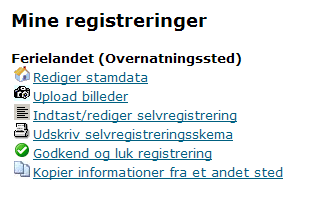 Mine registreringer
Ferielandet (Overnatningssted)
Rediger stamdata
Upload billeder
Indtast/rediger selvregistrering
Udskriv selvregistreringsskema
Godkend og luk registrering
Kopier informationer fra et andet sted